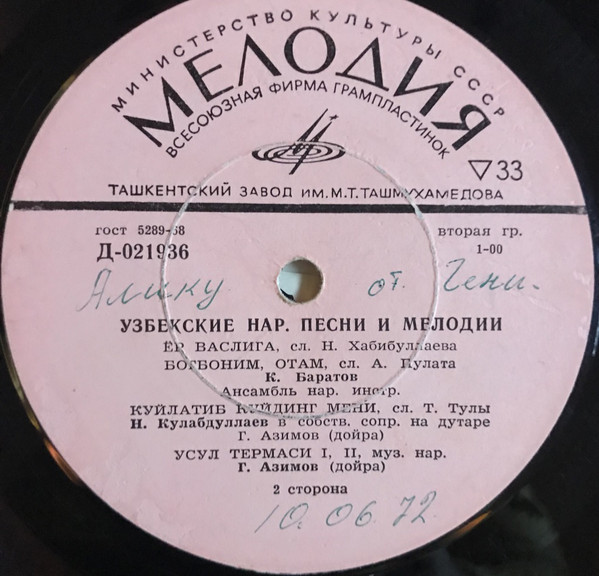 МИНИСТЕРСТВО КУЛЬТУРЫ СССР
МЕЛОДИЯ
ВСЕСОЮЗНАЯ ФИРМА ГРАМПЛАСТИНОК
▽33
ТАШКЕНТСКИЙ ЗАВОД ИМ. М.Т. ТАШМУХАМЕДОВА
гост 5289-68
вторая гр.
Д-021936
1-00
Алику от Гени.
УЗБЕКСКИЕ НАР. ПЕСНИ И МЕЛОДИИ
ЁР ВАСЛИГА, сл. Н. Хабибуллаева
БОГБОНИМ, ОТАМ, сл. А. Пулата
К. Баратов
Ансамбль нар. инстр.
КУЙЛАТИБ КУЙДИНГ МЕНИ, сл. Т. Тулы
Н. Кулабдуллаев в собств. сопр. на дутаре
Г. Азимов (дойра)
УСУЛ ТЕРМАСИ I, II, муз. нар.
Г. Азимов (дойра)
2 сторона
10.06.72